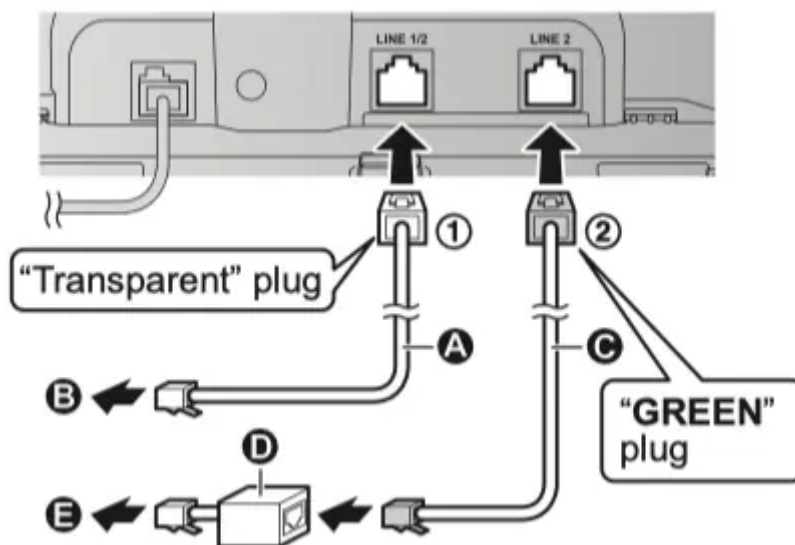 LINE 1/2
LINE 2
①
②
"Transparent" plug
A
C
B
"GREEN"
plug
D
E